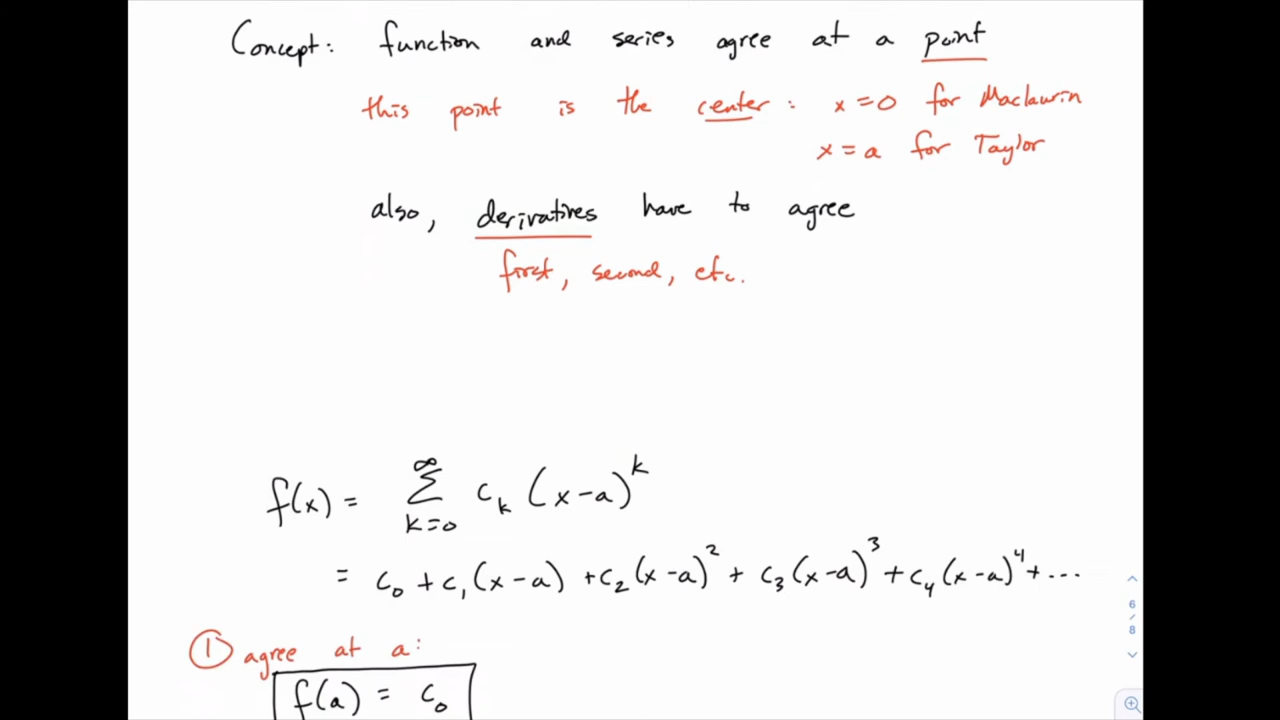 Concept: function and series agree at a point
this point is the center: x=0 for Maclaurin
x=a for Taylor
also, derivatives have to agree
first, second, etc.
f(x) = ∑_{k=0}^{∞} c_k (x-a)^k
= c_0 + c_1(x-a) + c_2(x-a)^2 + c_3(x-a)^3 + c_4(x-a)^4 + ...
① agree at a:
f(a) = c_0
6
/
8